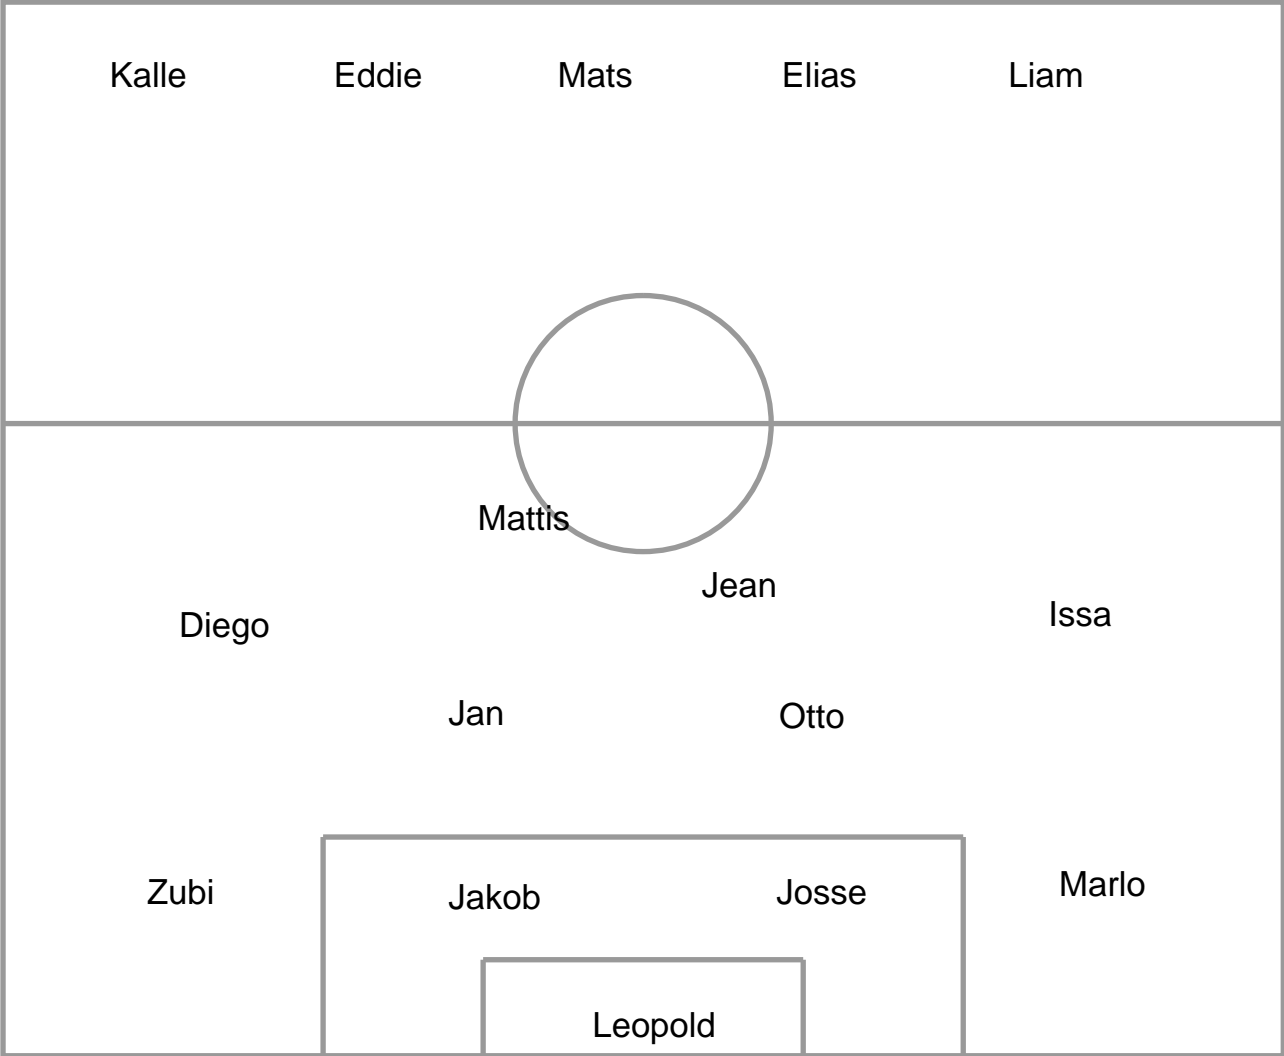 Kalle Eddie Mats Elias Liam
Mattis
Jean
Diego Issa
Jan Otto
Zubi Jakob Josse Marlo
Leopold